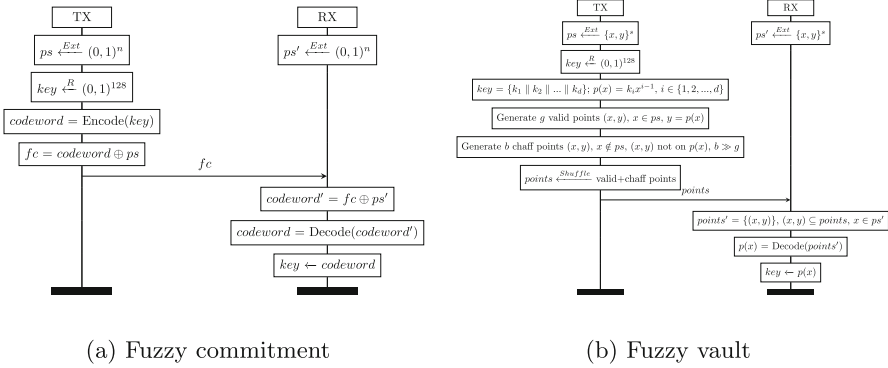 TX
RX
ps ←Ext (0,1)^n
ps′ ←Ext (0,1)^n
key ←R (0,1)^128
codeword = Encode(key)
fc = codeword ⊕ ps
fc
codeword′ = fc ⊕ ps′
codeword = Decode(codeword′)
key ← codeword
(a) Fuzzy commitment
TX
RX
ps ←Ext {x, y}^s
ps′ ←Ext {x, y}^s
key ←R (0,1)^128
key = {k₁ ∥ k₂ ∥ ... ∥ k_d}; p(x) = k_i x^{i−1}, i ∈ {1, 2, ..., d}
Generate g valid points (x, y), x ∈ ps, y = p(x)
Generate b chaff points (x, y), x ∉ ps, (x, y) not on p(x), b ≫ g
points ←Shuffle valid+chaff points
points
points′ = {(x, y)}, (x, y) ⊆ points, x ∈ ps′
p(x) = Decode(points′)
key ← p(x)
(b) Fuzzy vault